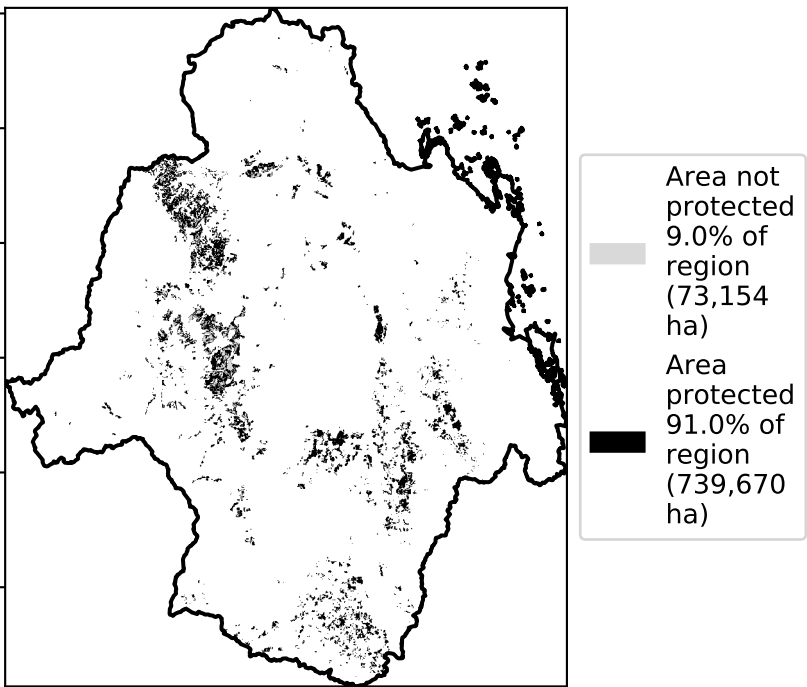 Area not
protected
9.0% of
region
(73,154
ha)
Area
protected
91.0% of
region
(739,670
ha)